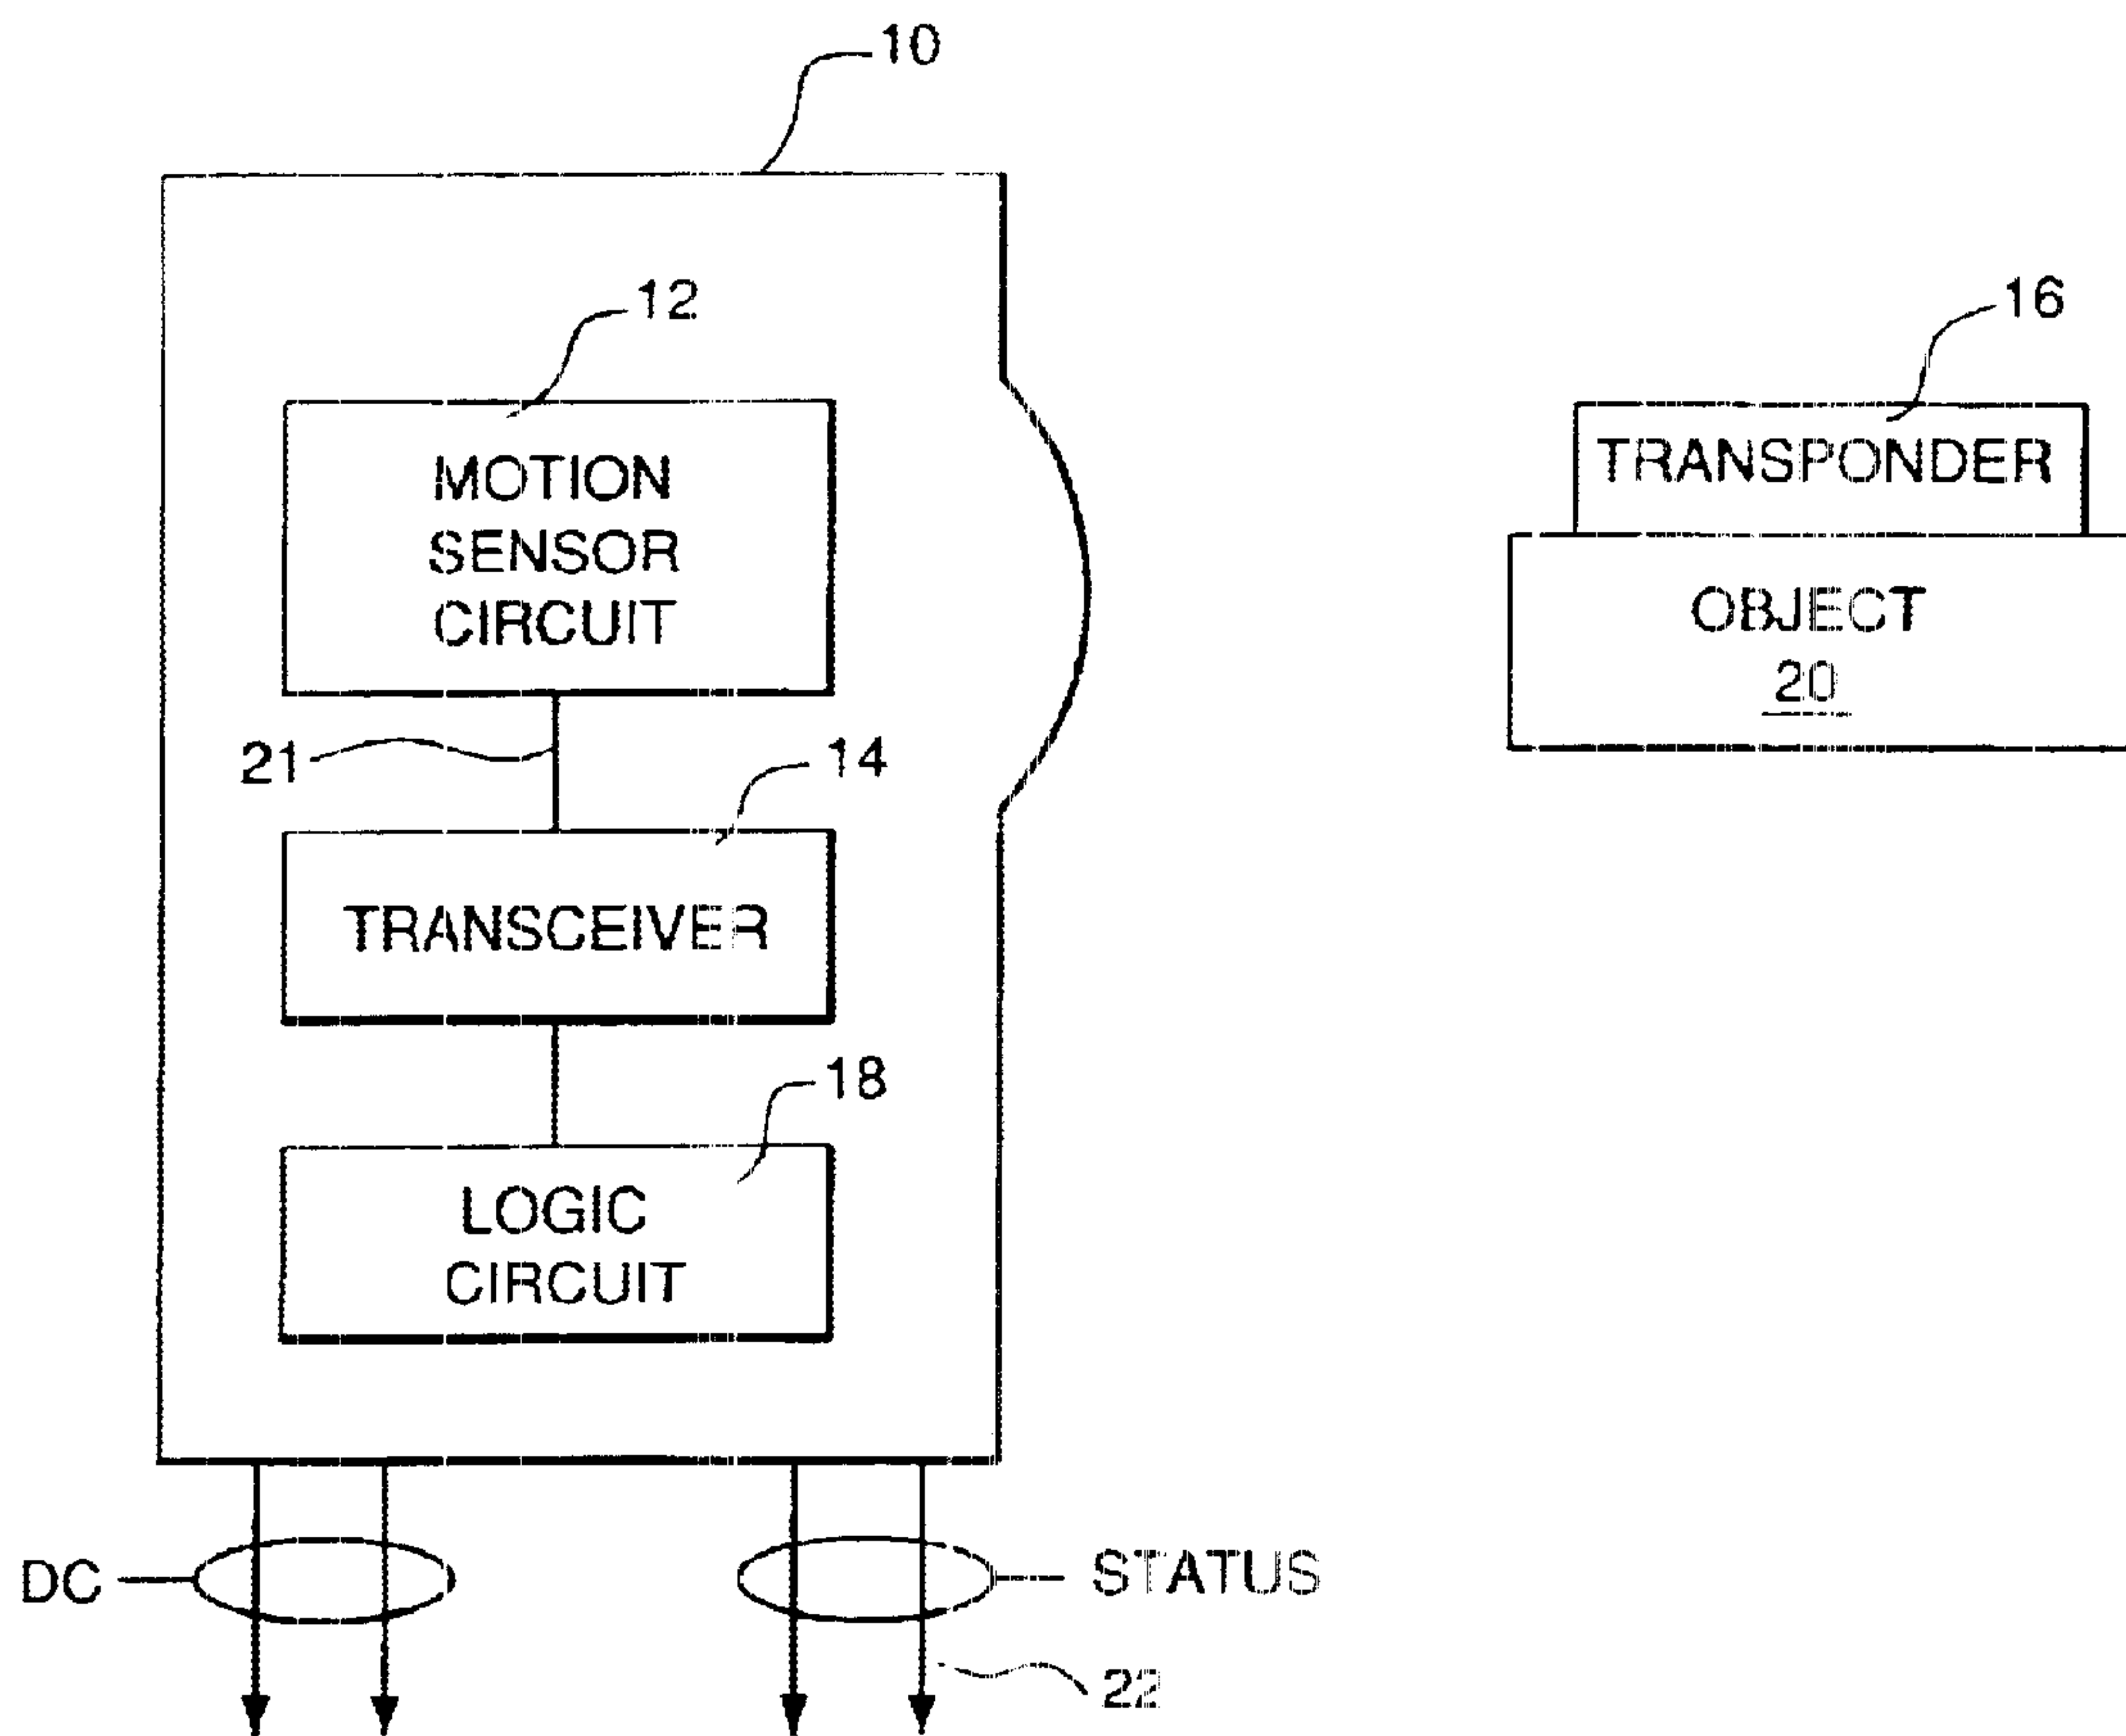 10
12
16
MOTION
SENSOR
CIRCUIT
TRANSPONDER
OBJECT
20
21
14
TRANSCEIVER
18
LOGIC
CIRCUIT
DC
STATUS
22